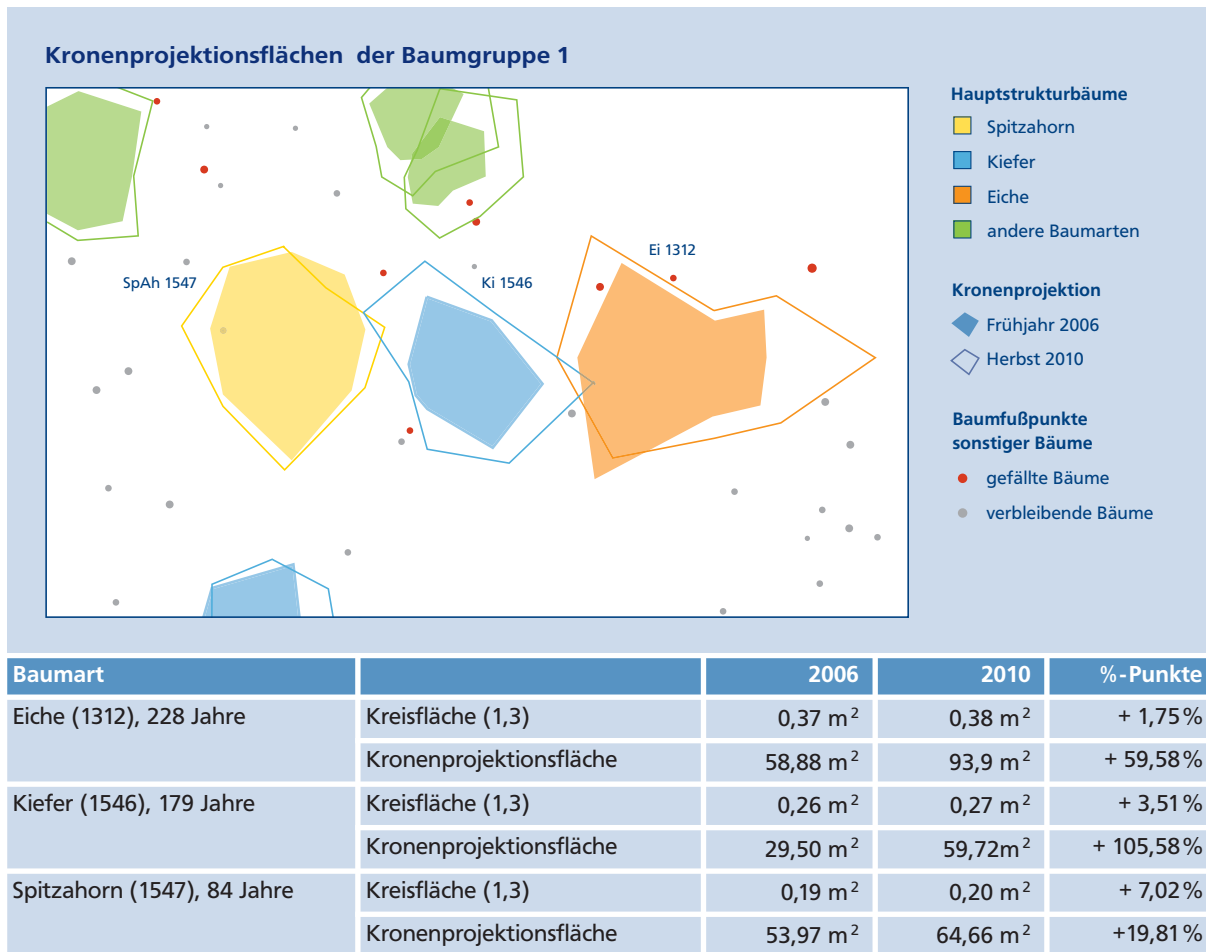 Kronenprojektionsflächen der Baumgruppe 1
SpAh 1547
Ki 1546
Ei 1312
Hauptstrukturbäume
Spitzahorn
Kiefer
Eiche
andere Baumarten
Kronenprojektion
Frühjahr 2006
Herbst 2010
Baumfußpunkte
sonstiger Bäume
gefällte Bäume
verbleibende Bäume
Baumart 2006 2010 %-Punkte
Eiche (1312), 228 Jahre Kreisfläche (1,3) 0,37 m² 0,38 m² + 1,75%
Kronenprojektionsfläche 58,88 m² 93,9 m² + 59,58%
Kiefer (1546), 179 Jahre Kreisfläche (1,3) 0,26 m² 0,27 m² + 3,51%
Kronenprojektionsfläche 29,50 m² 59,72m² + 105,58%
Spitzahorn (1547), 84 Jahre Kreisfläche (1,3) 0,19 m² 0,20 m² + 7,02%
Kronenprojektionsfläche 53,97 m² 64,66 m² +19,81%